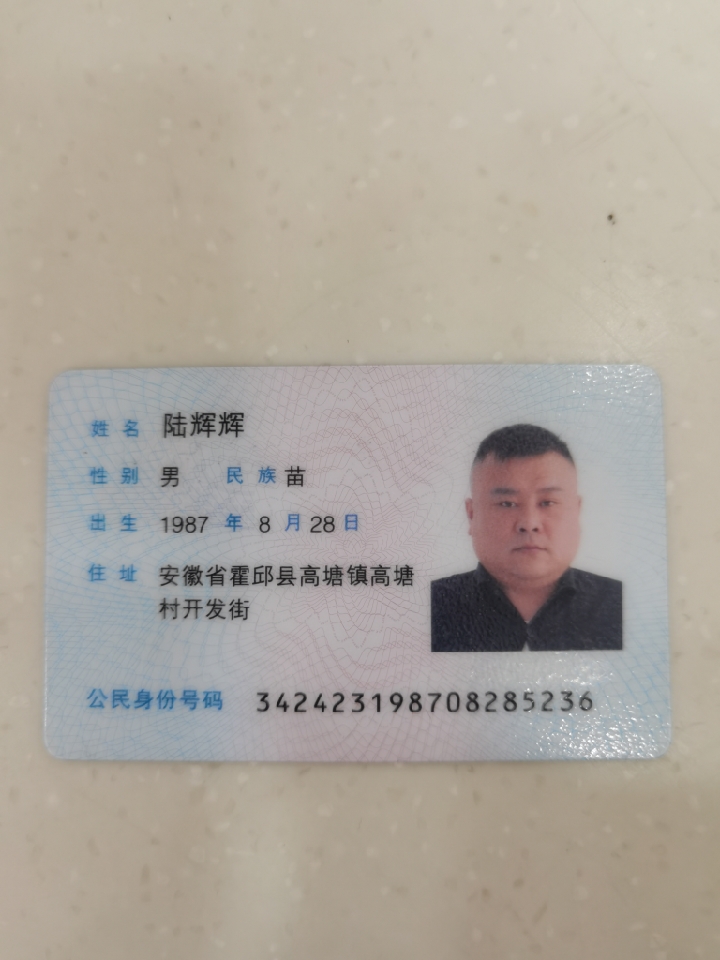 姓名 陆辉辉
性别 男 民族 苗
出生 1987 年 8 月 28 日
住址 安徽省霍邱县高塘镇高塘
村开发街
公民身份号码 342423198708285236